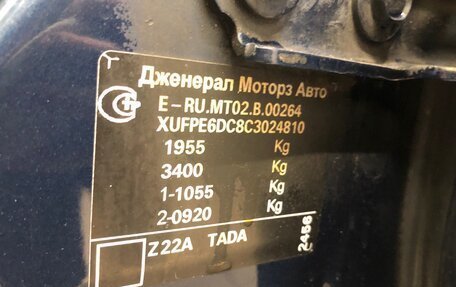 Дженерал Моторз Авто
E-RU.MT02.B.00264
XUFPE6DC8C3024810
1955 Kg
3400 Kg
1-1055 Kg
2-0920 Kg
Z22A TADA
2456